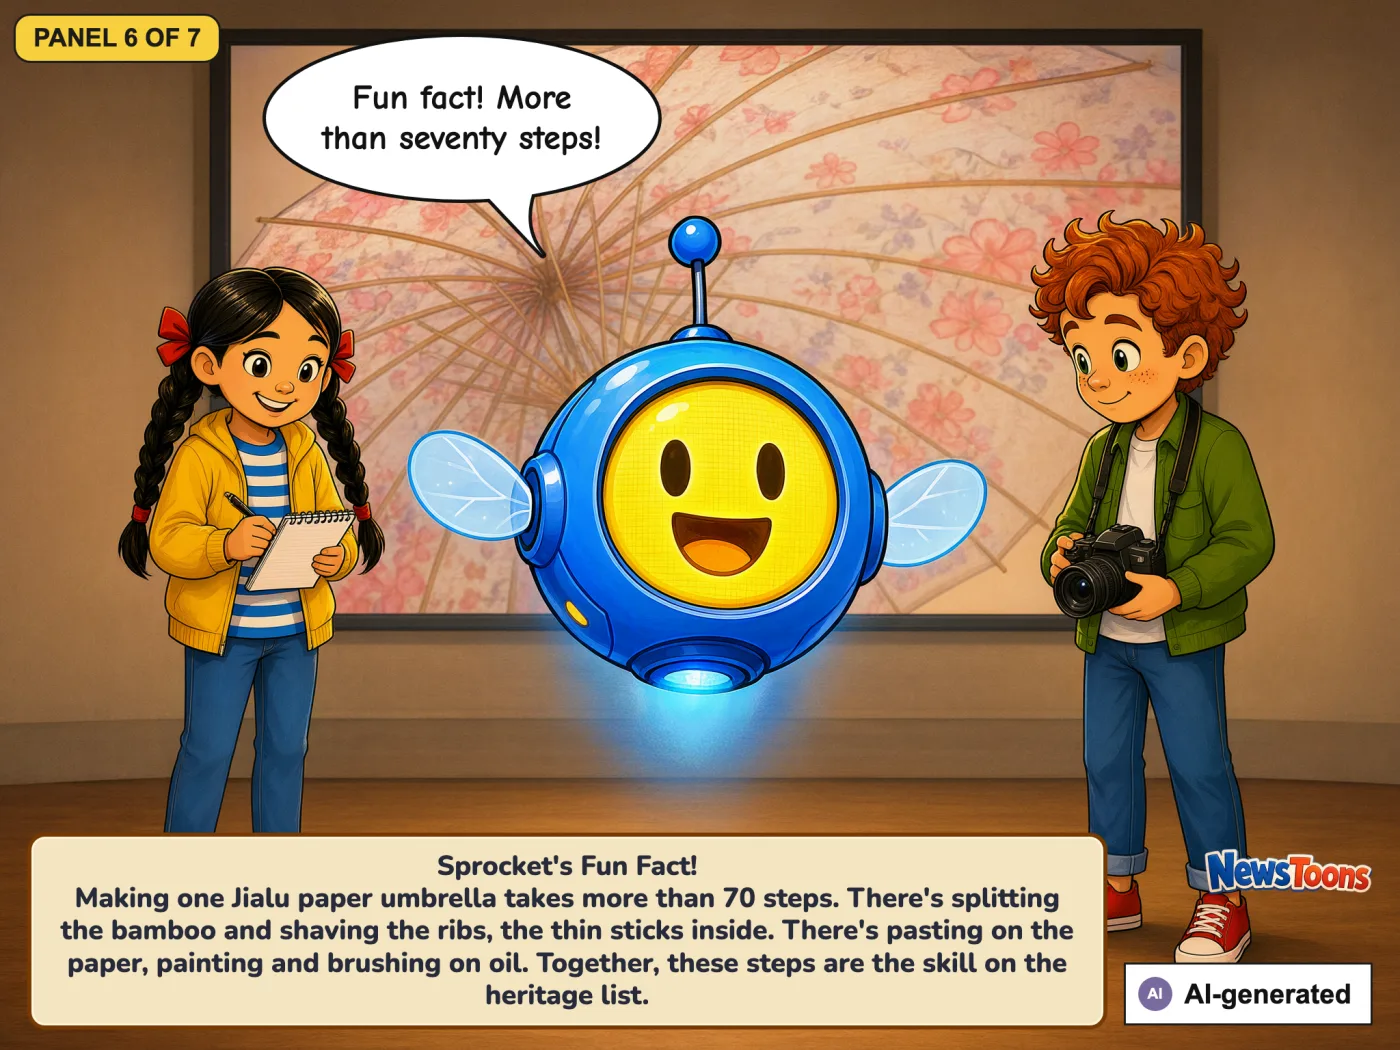 PANEL 6 OF 7
Fun fact! More
than seventy steps!
Sprocket's Fun Fact!
Making one Jialu paper umbrella takes more than 70 steps. There's splitting
the bamboo and shaving the ribs, the thin sticks inside. There's pasting on the
paper, painting and brushing on oil. Together, these steps are the skill on the
heritage list.
NEWSTOONS
AI AI-generated